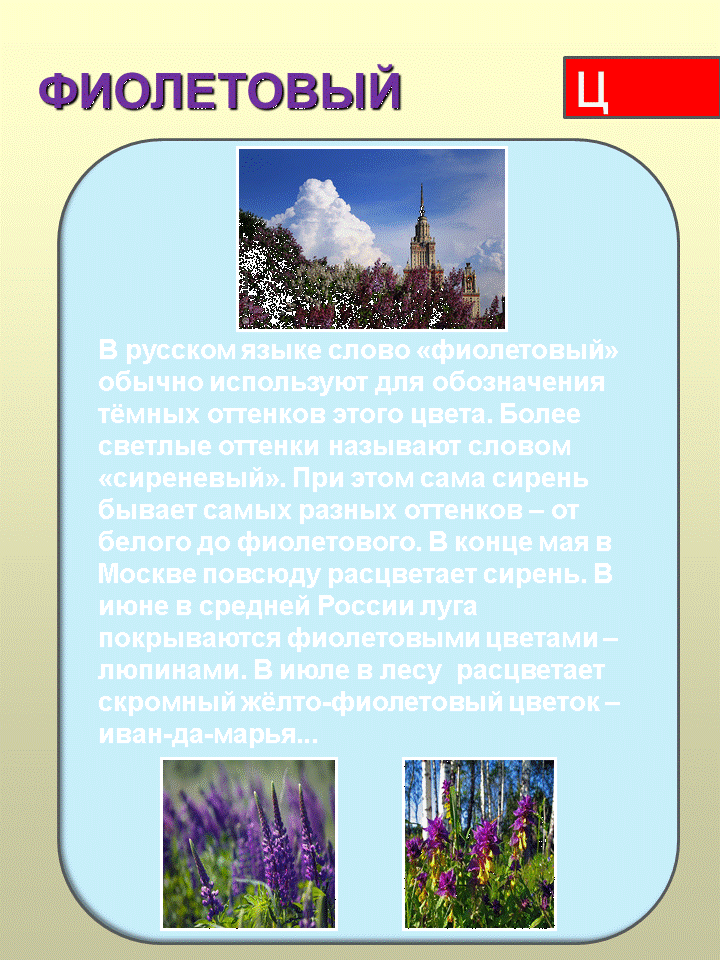 ФИОЛЕТОВЫЙ
Ц
В русском языке слово «фиолетовый»
обычно используют для обозначения
тёмных оттенков этого цвета. Более
светлые оттенки называют словом
«сиреневый». При этом сама сирень
бывает самых разных оттенков – от
белого до фиолетового. В конце мая в
Москве повсюду расцветает сирень. В
июне в средней России луга
покрываются фиолетовыми цветами –
люпинами. В июле в лесу расцветает
скромный жёлто-фиолетовый цветок –
иван-да-марья...